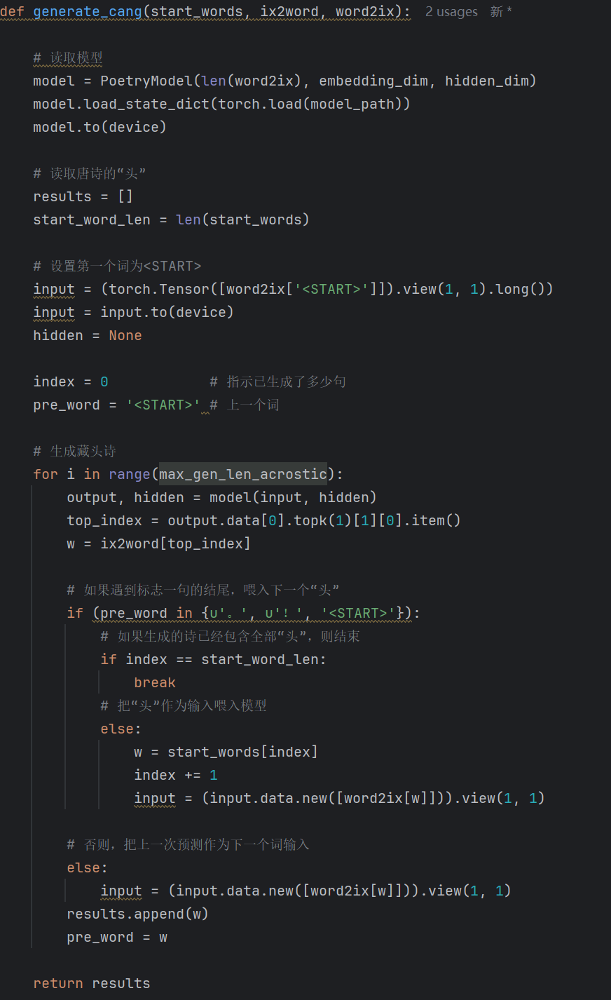 def generate_cang(start_words, ix2word, word2ix): 2 usages 新 *
# 读取模型
model = PoetryModel(len(word2ix), embedding_dim, hidden_dim)
model.load_state_dict(torch.load(model_path))
model.to(device)
# 读取唐诗的“头”
results = []
start_word_len = len(start_words)
# 设置第一个词为<START>
input = (torch.Tensor([word2ix['<START>']]).view(1, 1).long())
input = input.to(device)
hidden = None
index = 0 # 指示已生成了多少句
pre_word = '<START>' # 上一个词
# 生成藏头诗
for i in range(max_gen_len_acrostic):
output, hidden = model(input, hidden)
top_index = output.data[0].topk(1)[1][0].item()
w = ix2word[top_index]
# 如果遇到标志一句的结尾，喂入下一个“头”
if (pre_word in {u'。', u'！', '<START>'}):
# 如果生成的诗已经包含全部“头”，则结束
if index == start_word_len:
break
# 把“头”作为输入喂入模型
else:
w = start_words[index]
index += 1
input = (input.data.new([word2ix[w]])).view(1, 1)
# 否则，把上一次预测作为下一个词输入
else:
input = (input.data.new([word2ix[w]])).view(1, 1)
results.append(w)
pre_word = w
return results